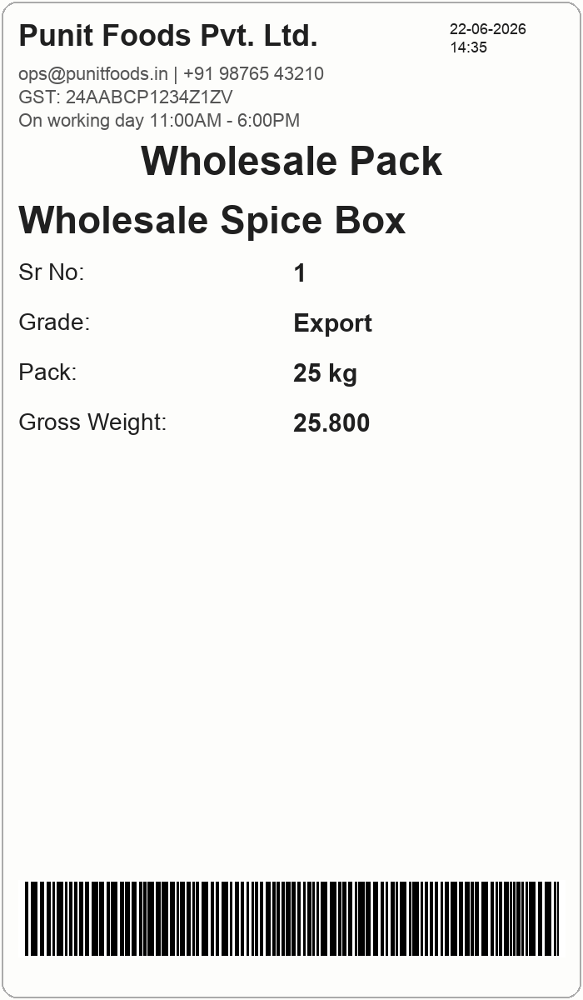 Punit Foods Pvt. Ltd.
22-06-2026
14:35
ops@punitfoods.in | +91 98765 43210
GST: 24AABCP1234Z1ZV
On working day 11:00AM - 6:00PM
Wholesale Pack
Wholesale Spice Box
Sr No: 1
Grade: Export
Pack: 25 kg
Gross Weight: 25.800